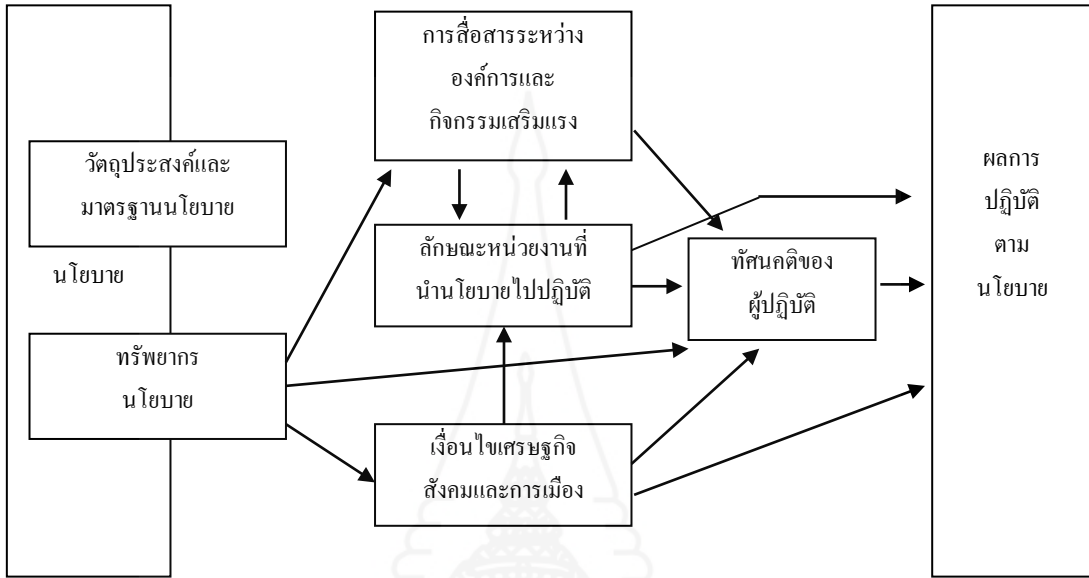 การสื่อสารระหว่าง
องค์การและ
กิจกรรมเสริมแรง
วัตถุประสงค์และ
มาตรฐานนโยบาย
นโยบาย
ทรัพยากร
นโยบาย
ลักษณะหน่วยงานที่
นำนโยบายไปปฏิบัติ
ทัศนคติของ
ผู้ปฏิบัติ
เงื่อนไขเศรษฐกิจ
สังคมและการเมือง
ผลการ
ปฏิบัติ
ตาม
นโยบาย